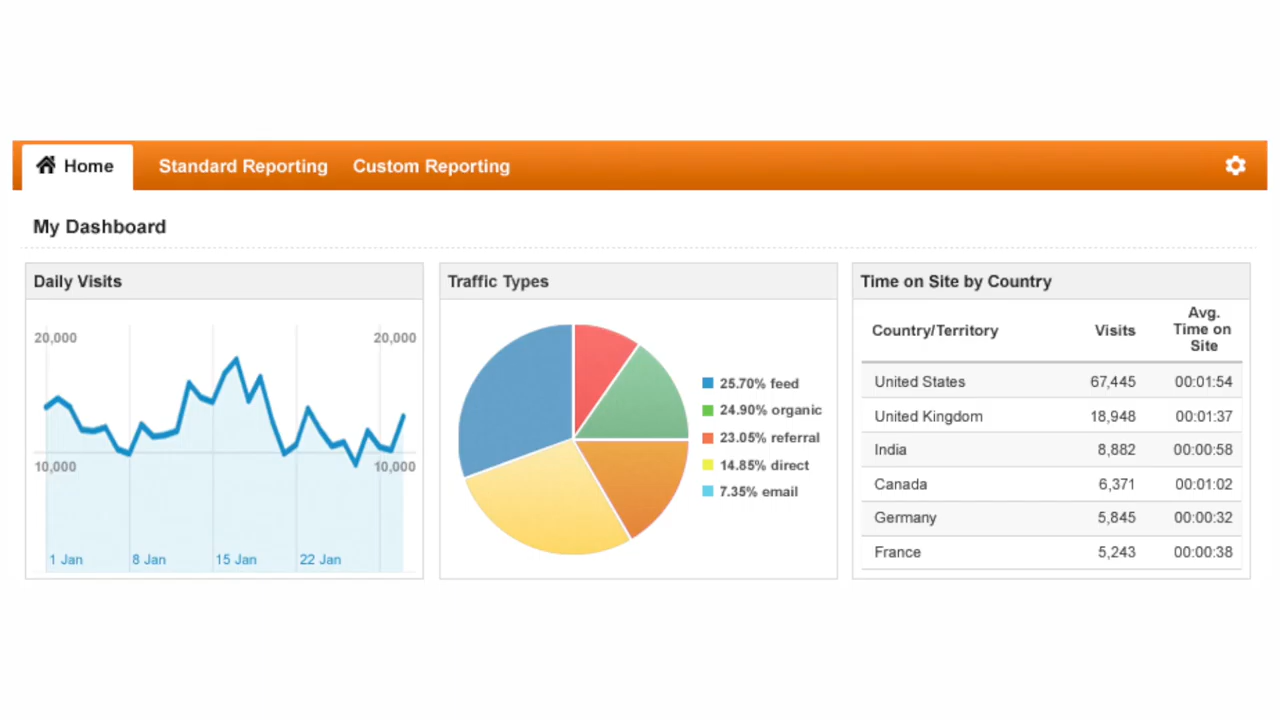 Home Standard Reporting Custom Reporting
My Dashboard
Daily Visits
20,000 20,000
10,000 10,000
1 Jan 8 Jan 15 Jan 22 Jan
Traffic Types
25.70% feed
24.90% organic
23.05% referral
14.85% direct
7.35% email
Time on Site by Country
Country/Territory Visits Avg. Time on Site
United States 67,445 00:01:54
United Kingdom 18,948 00:01:37
India 8,882 00:00:58
Canada 6,371 00:01:02
Germany 5,845 00:00:32
France 5,243 00:00:38